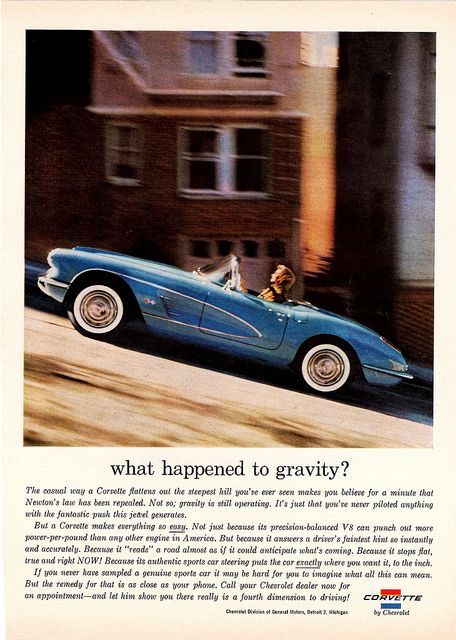 what happened to gravity?
The casual way a Corvette flattens out the steepest hill you've ever seen makes you believe for a minute that
Newton's law has been repealed. Not so; gravity is still operating. It's just that you've never piloted anything
with the fantastic push this jewel generates.
But a Corvette makes everything so easy. Not just because its precision-balanced V8 can punch out more
power-per-pound than any other engine in America. But because it answers a driver's faintest hint so instantly
and accurately. Because it "reads" a road almost as if it could anticipate what's coming. Because it stops flat,
true and right NOW! Because its authentic sports car steering puts the car exactly where you want it, to the inch.
If you never have sampled a genuine sports car it may be hard for you to imagine what all this can mean.
But the remedy for that is as close as your phone. Call your Chevrolet dealer now for
an appointment—and let him show you there really is a fourth dimension to driving!
Chevrolet Division of General Motors, Detroit 2, Michigan
CORVETTE
by Chevrolet